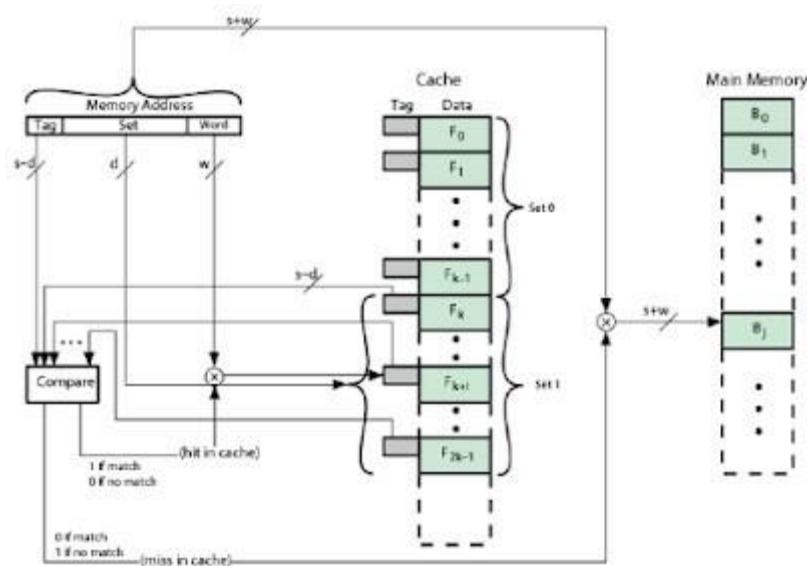 s+w
Cache
Main Memory
Memory Address
Tag Data
Tag Set Word
F0
B0
F1
B1
s–d
d
w
Set 0
s–d
Fk–1
Fk
s+w
Bj
Compare
Fk+i
Set 1
(hit in cache)
F2k–1
1 if match
0 if no match
0 if match
1 if no match
(miss in cache)